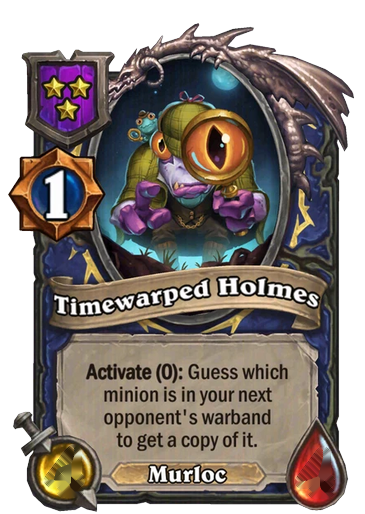 1
Timewarped Holmes
Activate (0): Guess which
minion is in your next
opponent's warband
to get a copy of it.
Murloc